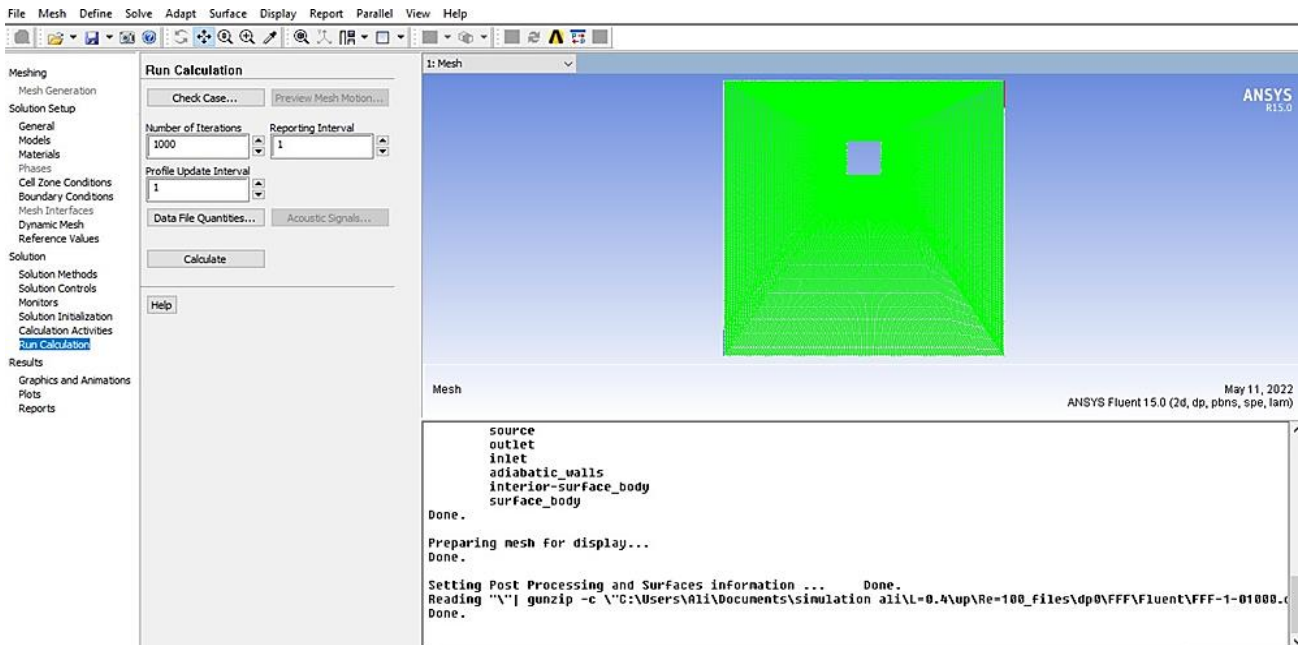 File Mesh Define Solve Adapt Surface Display Report Parallel View Help
Meshing
Mesh Generation
Solution Setup
General
Models
Materials
Phases
Cell Zone Conditions
Boundary Conditions
Mesh Interfaces
Dynamic Mesh
Reference Values
Solution
Solution Methods
Solution Controls
Monitors
Solution Initialization
Calculation Activities
Run Calculation
Results
Graphics and Animations
Plots
Reports
Run Calculation
Check Case... Preview Mesh Motion...
Number of Iterations Reporting Interval
1000 1
Profile Update Interval
1
Data File Quantities... Acoustic Signals...
Calculate
Help
1: Mesh
ANSYS
R15.0
Mesh
May 11, 2022
ANSYS Fluent 15.0 (2d, dp, pbns, spe, lam)
source
outlet
inlet
adiabatic_walls
interior-surface_body
surface_body
Done.
Preparing mesh for display...
Done.
Setting Post Processing and Surfaces information ... Done.
Reading "\"| gunzip -c \"C:\Users\Ali\Documents\simulation ali\L=0.4\up\Re=100_files\dp0\FFF\Fluent\FFF-1-01000.
Done.